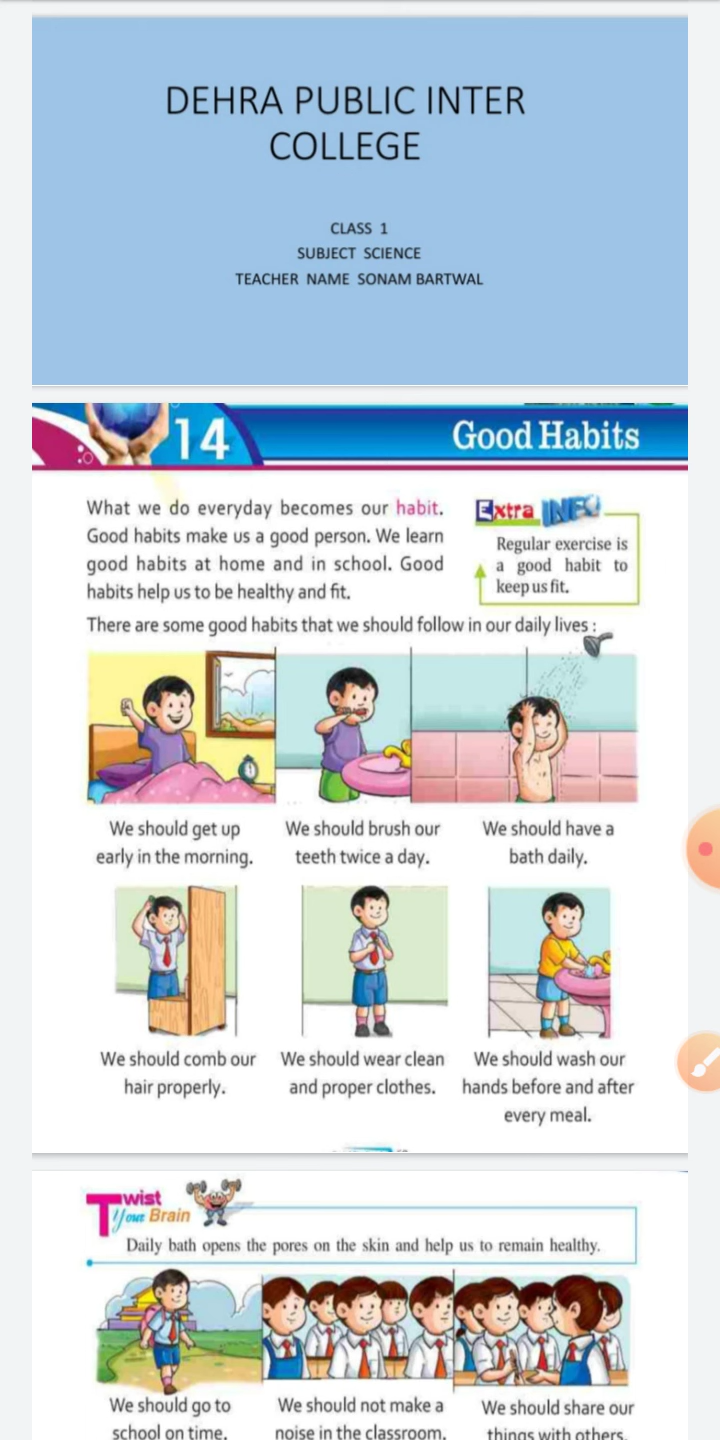 DEHRA PUBLIC INTER
COLLEGE
CLASS 1
SUBJECT SCIENCE
TEACHER NAME SONAM BARTWAL
14
Good Habits
What we do everyday becomes our habit.
Good habits make us a good person. We learn
good habits at home and in school. Good
habits help us to be healthy and fit.
Extra INFO
Regular exercise is
a good habit to
keep us fit.
There are some good habits that we should follow in our daily lives :
We should get up
early in the morning.
We should brush our
teeth twice a day.
We should have a
bath daily.
We should comb our
hair properly.
We should wear clean
and proper clothes.
We should wash our
hands before and after
every meal.
Twist
Your Brain
Daily bath opens the pores on the skin and help us to remain healthy.
We should go to
school on time.
We should not make a
noise in the classroom.
We should share our
things with others.